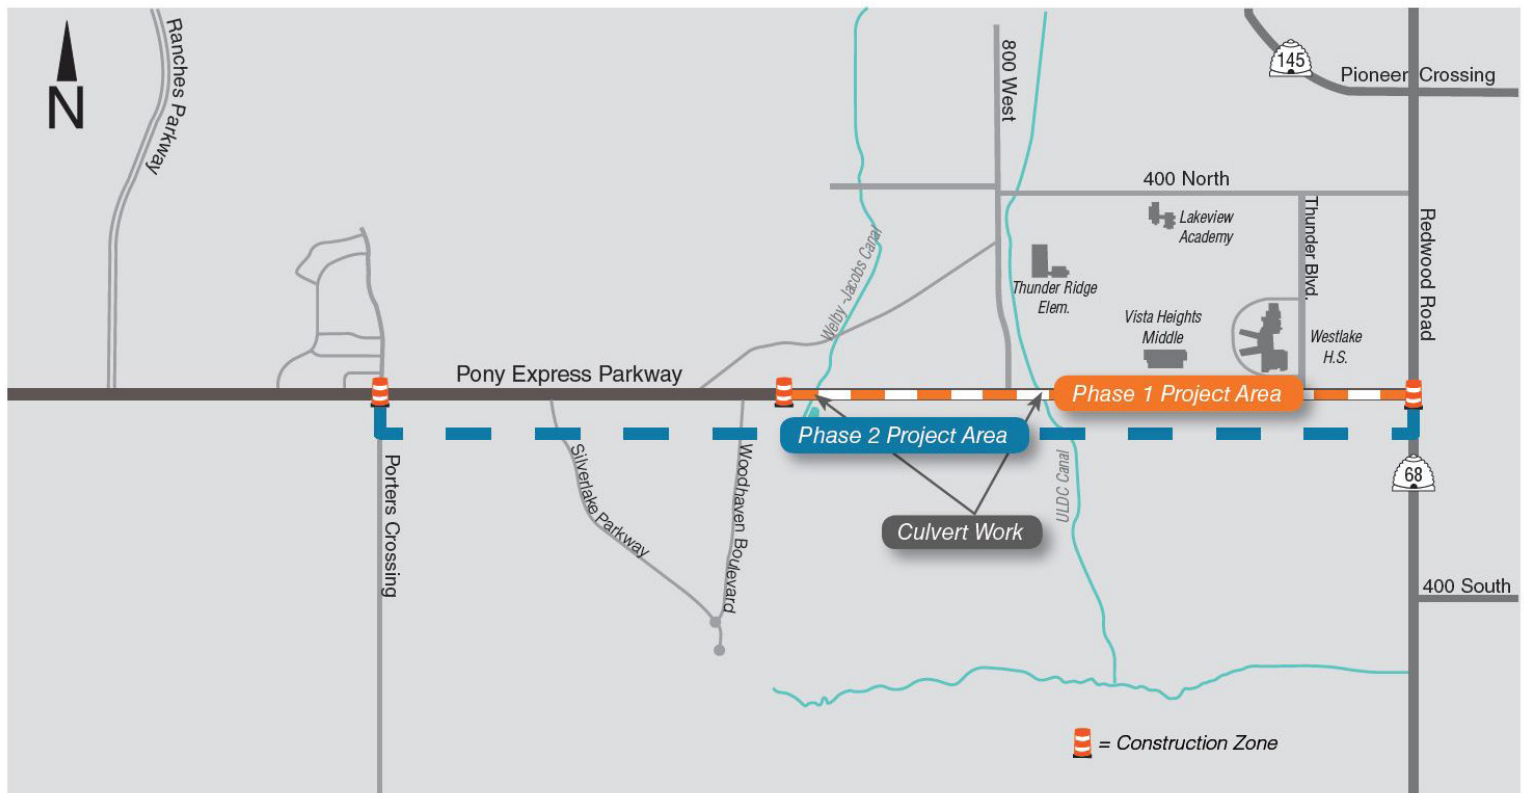 N
Ranches Parkway
800 West
145
Pioneer Crossing
400 North
Lakeview
Academy
Thunder Blvd.
Redwood Road
Welby -Jacobs Canal
Thunder Ridge
Elem.
Vista Heights
Middle
Westlake
H.S.
Pony Express Parkway
Phase 1 Project Area
Phase 2 Project Area
Porters Crossing
Silverlake Parkway
Woodhaven Boulevard
ULDC Canal
68
Culvert Work
400 South
= Construction Zone